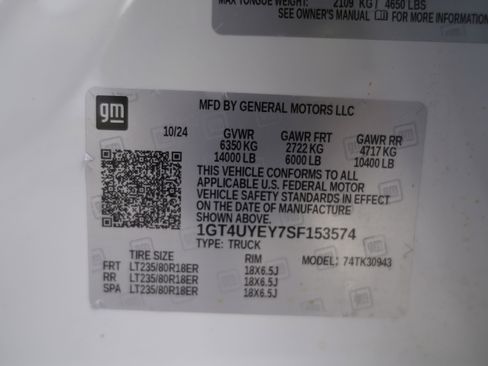 MAX TONGUE WEIGHT: 2109 KG / 4650 LBS
SEE OWNER'S MANUAL FOR MORE INFORMATION
gm
MFD BY GENERAL MOTORS LLC
10/24 GVWR GAWR FRT GAWR RR
6350 KG 2722 KG 4717 KG
14000 LB 6000 LB 10400 LB
THIS VEHICLE CONFORMS TO ALL
APPLICABLE U.S. FEDERAL MOTOR
VEHICLE SAFETY STANDARDS IN EFFECT
ON THE DATE OF MANUFACTURE
SHOWN ABOVE.
1GT4UYEY7SF153574
TYPE: TRUCK
TIRE SIZE RIM MODEL: 74TK30943
FRT LT235/80R18ER 18X6.5J
RR LT235/80R18ER 18X6.5J
SPA LT235/80R18ER 18X6.5J